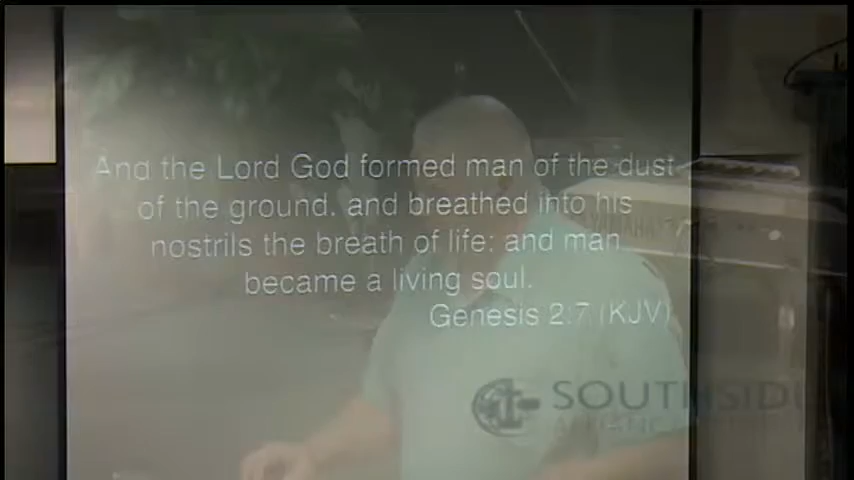 And the Lord God formed man of the dust
of the ground. and breathed into his
nostrils the breath of life: and man
became a living soul.
Genesis 2:7 (KJV)
SOUTHSIDE
ALLIANCE